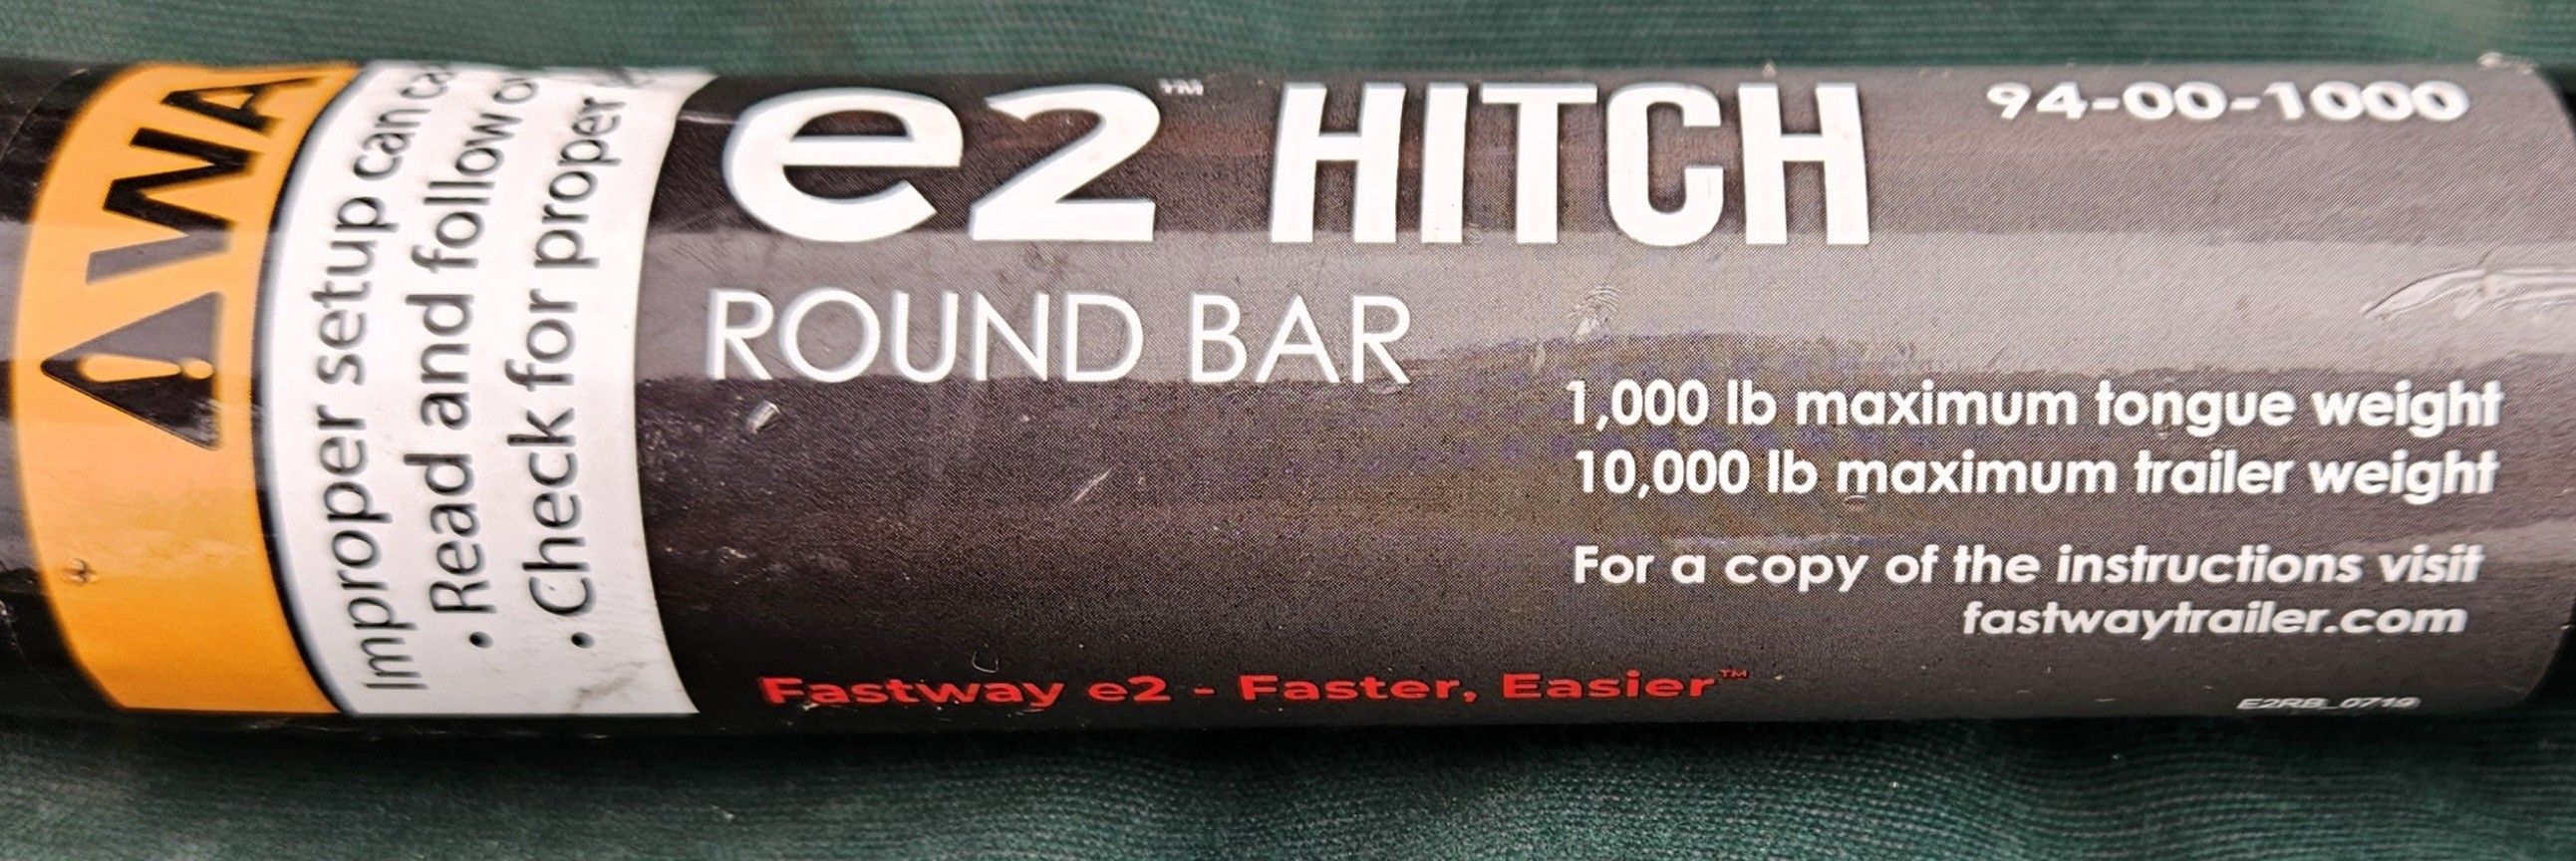 WA
Improper setup can
• Read and follow
• Check for proper
e2™ HITCH
94-00-1000
ROUND BAR
1,000 lb maximum tongue weight
10,000 lb maximum trailer weight
For a copy of the instructions visit
fastwaytrailer.com
Fastway e2 - Faster, Easier™
E2RB_0719